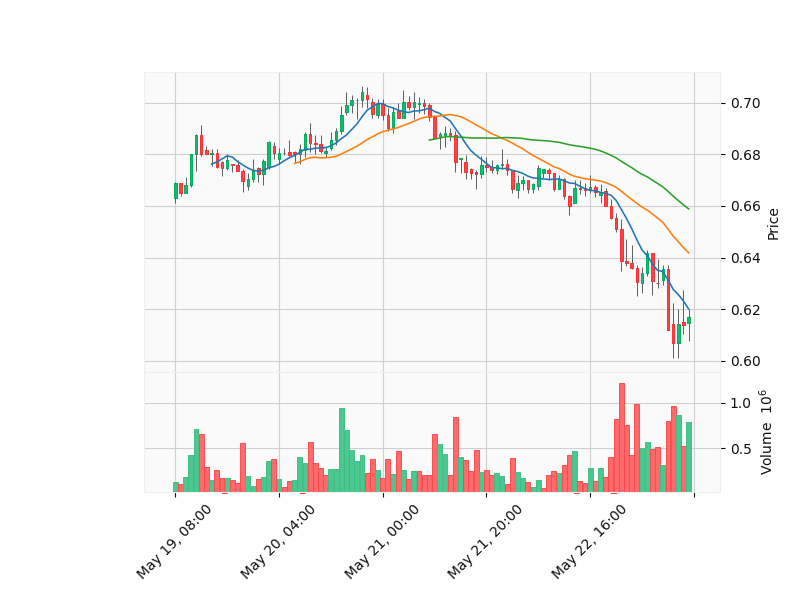 0.70
0.68
0.66
0.64
0.62
0.60
Price
1.0
0.5
Volume 10^6
May 19, 08:00
May 20, 04:00
May 21, 00:00
May 21, 20:00
May 22, 16:00